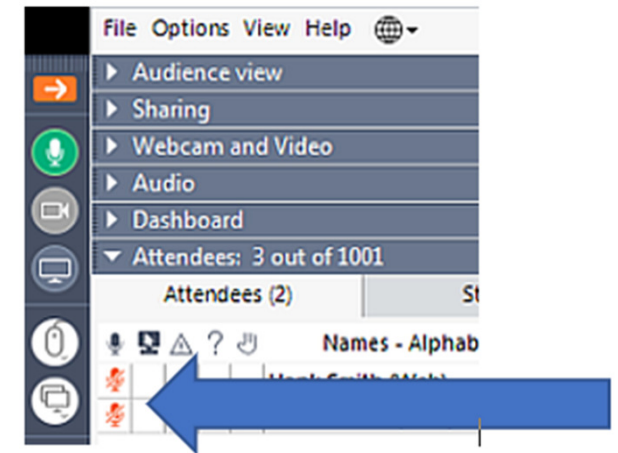 File Options View Help
Audience view
Sharing
Webcam and Video
Audio
Dashboard
Attendees: 3 out of 1001
Attendees (2) St
? Names - Alphab